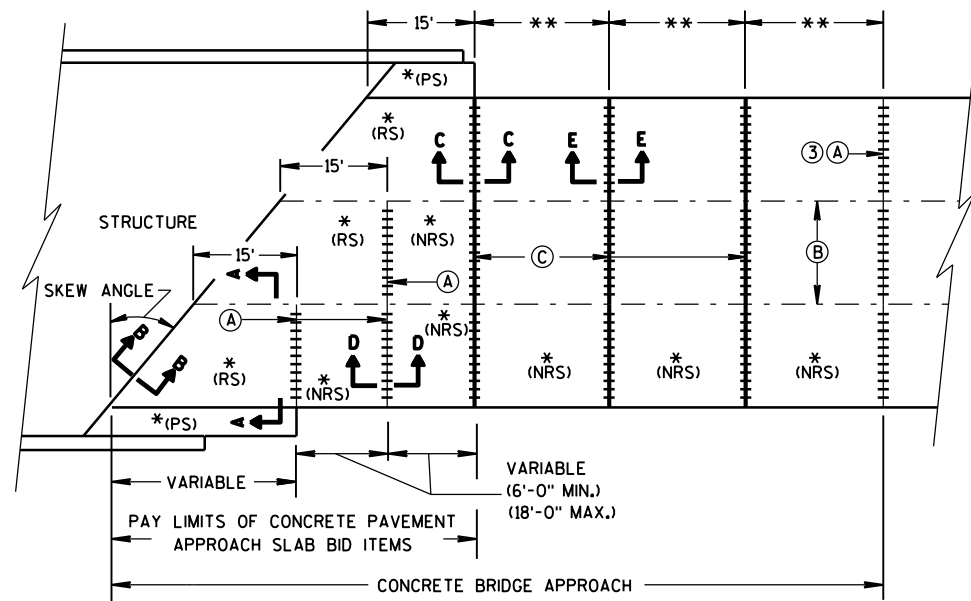 15' ** ** **
*(PS)
*
(RS)
C C E E
3 A
15'
STRUCTURE
*
(RS)
*
(NRS)
C
B
15'
A
A
SKEW ANGLE
A
*
(NRS)
B
B
D D
*
(RS)
*
(NRS)
*
(NRS)
*
(NRS)
*
(NRS)
*(PS)
A
VARIABLE
VARIABLE
(6'-0" MIN.)
(18'-0" MAX.)
PAY LIMITS OF CONCRETE PAVEMENT
APPROACH SLAB BID ITEMS
CONCRETE BRIDGE APPROACH